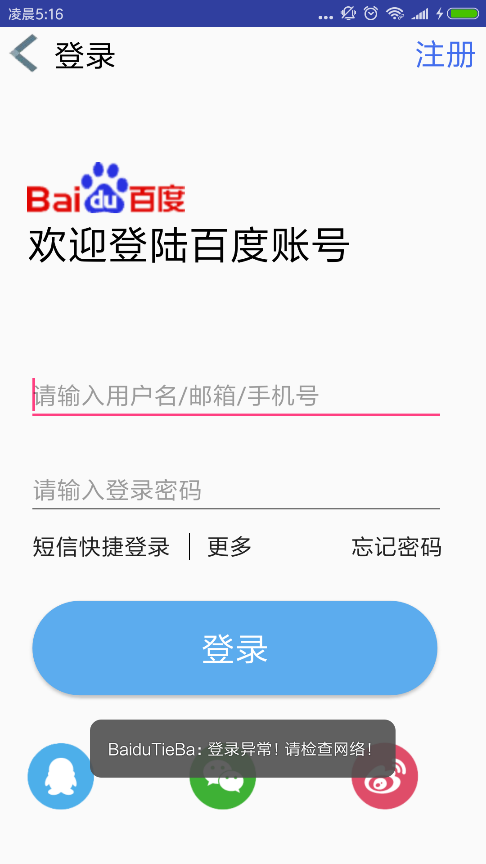 凌晨5:16
登录
注册
Bai du 百度
欢迎登陆百度账号
请输入用户名/邮箱/手机号
请输入登录密码
短信快捷登录 | 更多 忘记密码
登录
BaiduTieBa: 登录异常! 请检查网络!